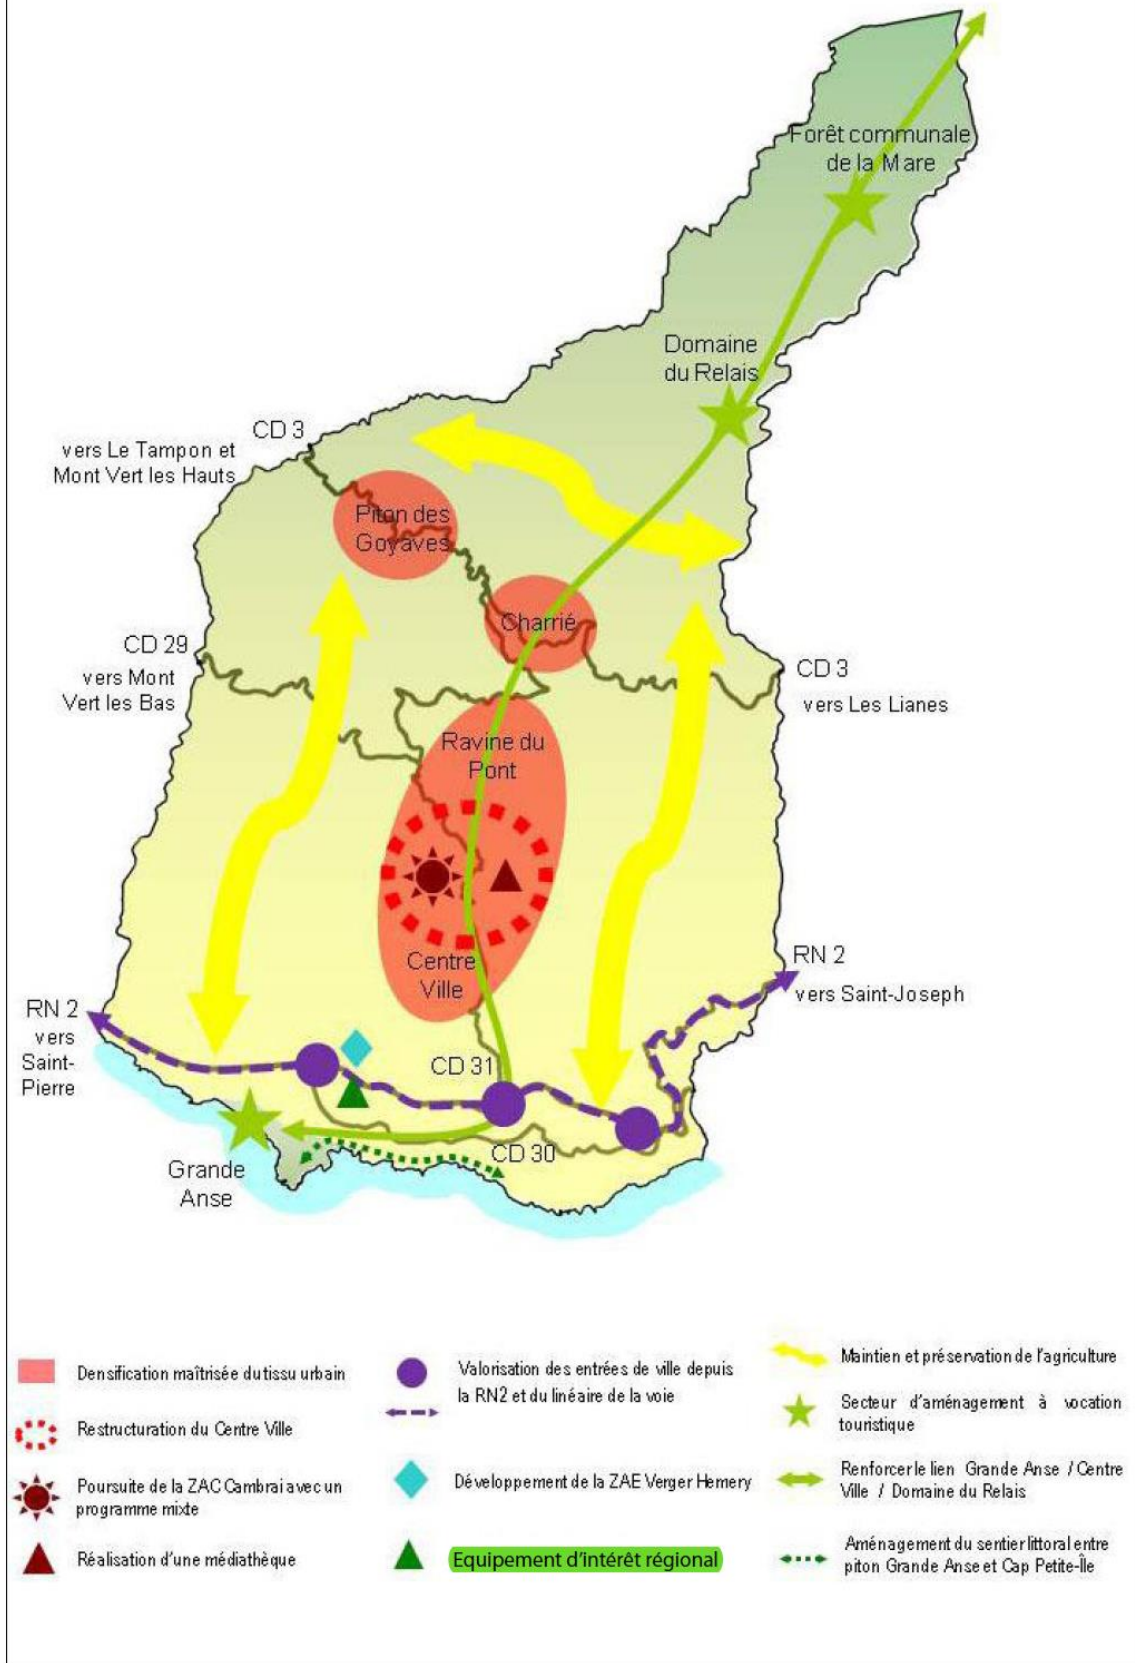 Forêt communale
de la Mare
Domaine
du Relais
CD 3
vers Le Tampon et
Mont Vert les Hauts
Piton des
Goyaves
Charrié
CD 29
vers Mont
Vert les Bas
CD 3
vers Les Lianes
Ravine du
Pont
Centre
Ville
RN 2
vers Saint-Joseph
RN 2
vers
Saint-
Pierre
CD 31
CD 30
Grande
Anse
Densification maîtrisée du tissu urbain
Restructuration du Centre Ville
Poursuite de la ZAC Cambrai avec un
programme mixte
Réalisation d'une médiathèque
Valorisation des entrées de ville depuis
la RN2 et du linéaire de la voie
Développement de la ZAE Verger Hemery
Equipement d'intérêt régional
Maintien et préservation de l'agriculture
Secteur d'aménagement à vocation
touristique
Renforcer le lien Grande Anse / Centre
Ville / Domaine du Relais
Aménagement du sentier littoral entre
piton Grande Anse et Cap Petite-Île